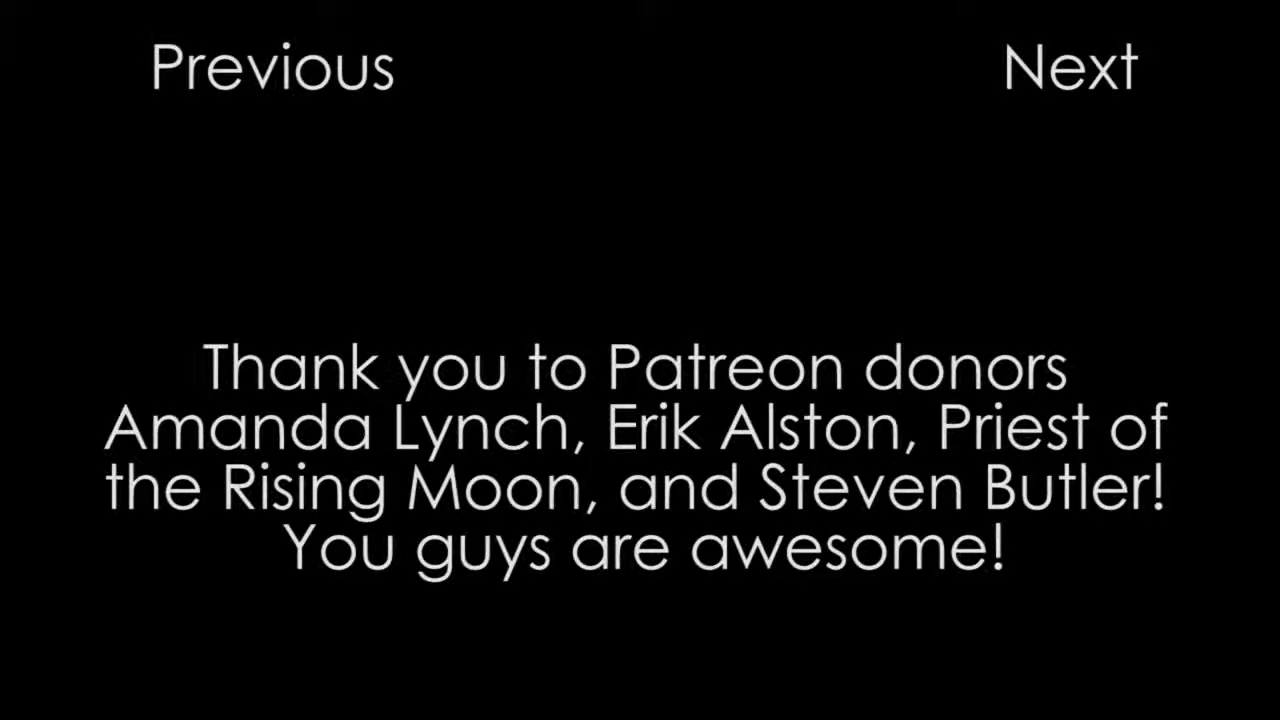 Previous
Next
Thank you to Patreon donors
Amanda Lynch, Erik Alston, Priest of
the Rising Moon, and Steven Butler!
You guys are awesome!